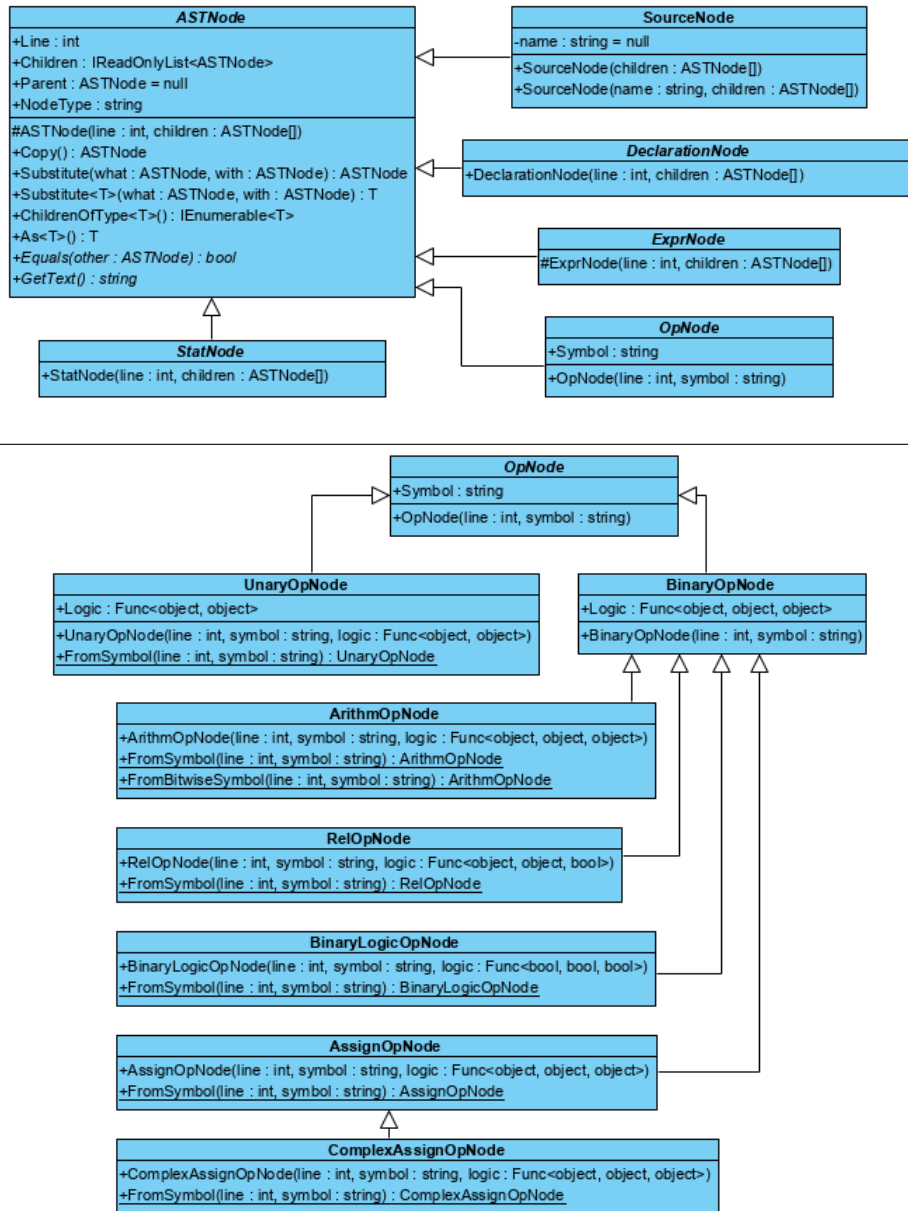 ASTNode
+Line : int
+Children : IReadOnlyList<ASTNode>
+Parent : ASTNode = null
+NodeType : string
#ASTNode(line : int, children : ASTNode[])
+Copy() : ASTNode
+Substitute(what : ASTNode, with : ASTNode) : ASTNode
+Substitute<T>(what : ASTNode, with : ASTNode) : T
+ChildrenOfType<T>() : IEnumerable<T>
+As<T>() : T
+Equals(other : ASTNode) : bool
+GetText() : string
SourceNode
-name : string = null
+SourceNode(children : ASTNode[])
+SourceNode(name : string, children : ASTNode[])
DeclarationNode
+DeclarationNode(line : int, children : ASTNode[])
ExprNode
#ExprNode(line : int, children : ASTNode[])
OpNode
+Symbol : string
+OpNode(line : int, symbol : string)
StatNode
+StatNode(line : int, children : ASTNode[])
OpNode
+Symbol : string
+OpNode(line : int, symbol : string)
UnaryOpNode
+Logic : Func<object, object>
+UnaryOpNode(line : int, symbol : string, logic : Func<object, object>)
+FromSymbol(line : int, symbol : string) : UnaryOpNode
BinaryOpNode
+Logic : Func<object, object, object>
+BinaryOpNode(line : int, symbol : string)
ArithmOpNode
+ArithmOpNode(line : int, symbol : string, logic : Func<object, object, object>)
+FromSymbol(line : int, symbol : string) : ArithmOpNode
+FromBitwiseSymbol(line : int, symbol : string) : ArithmOpNode
RelOpNode
+RelOpNode(line : int, symbol : string, logic : Func<object, object, bool>)
+FromSymbol(line : int, symbol : string) : RelOpNode
BinaryLogicOpNode
+BinaryLogicOpNode(line : int, symbol : string, logic : Func<bool, bool, bool>)
+FromSymbol(line : int, symbol : string) : BinaryLogicOpNode
AssignOpNode
+AssignOpNode(line : int, symbol : string, logic : Func<object, object, object>)
+FromSymbol(line : int, symbol : string) : AssignOpNode
ComplexAssignOpNode
+ComplexAssignOpNode(line : int, symbol : string, logic : Func<object, object, object>)
+FromSymbol(line : int, symbol : string) : ComplexAssignOpNode